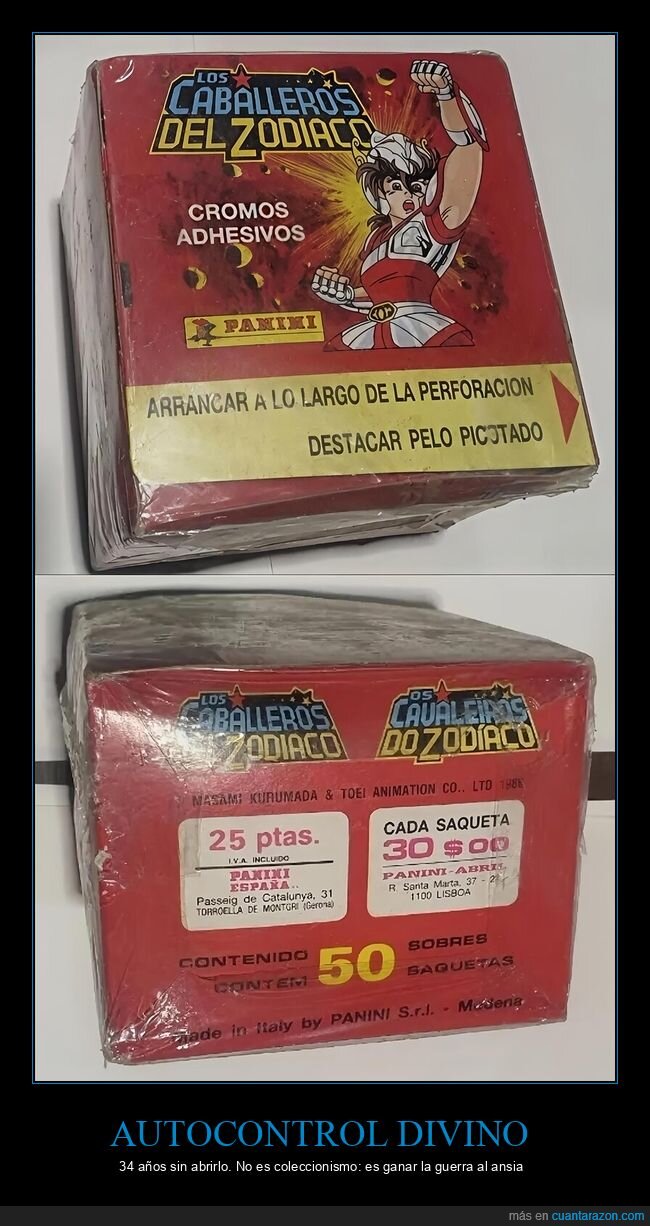 LOS
CABALLEROS
DEL ZODIACO
CROMOS
ADHESIVOS
PANINI
ARRANCAR A LO LARGO DE LA PERFORACION
DESTACAR PELO PICOTADO
LOS
CABALLEROS
ZODIACO
OS
CAVALEIROS
DO ZODÍACO
MASAMI KURUMADA & TOEI ANIMATION CO., LTD 1986
25 ptas.
I.V.A. INCLUIDO
PANINI
ESPAÑA
Passeig de Catalunya, 31
TORROELLA DE MONTGRI (Gerona)
CADA SAQUETA
30 $ 00
PANINI-ABRIL
R. Santa Marta, 37 -
1100 LISBOA
CONTENIDO
CONTEM
50
SOBRES
SAQUETAS
Made in Italy by PANINI S.r.l. - Modena
AUTOCONTROL DIVINO
34 años sin abrirlo. No es coleccionismo: es ganar la guerra al ansia
más en cuantarazon.com